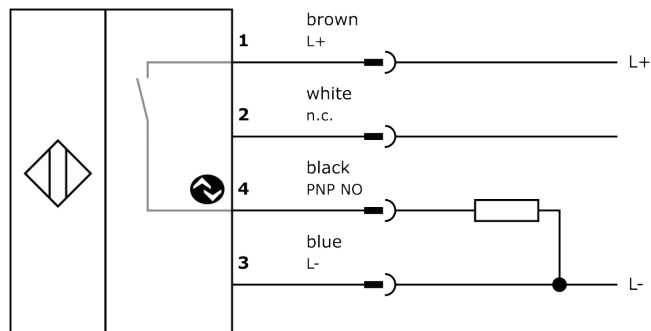 brown
1 L+ L+
white
2 n.c.
black
4 PNP NO
blue
3 L- L-